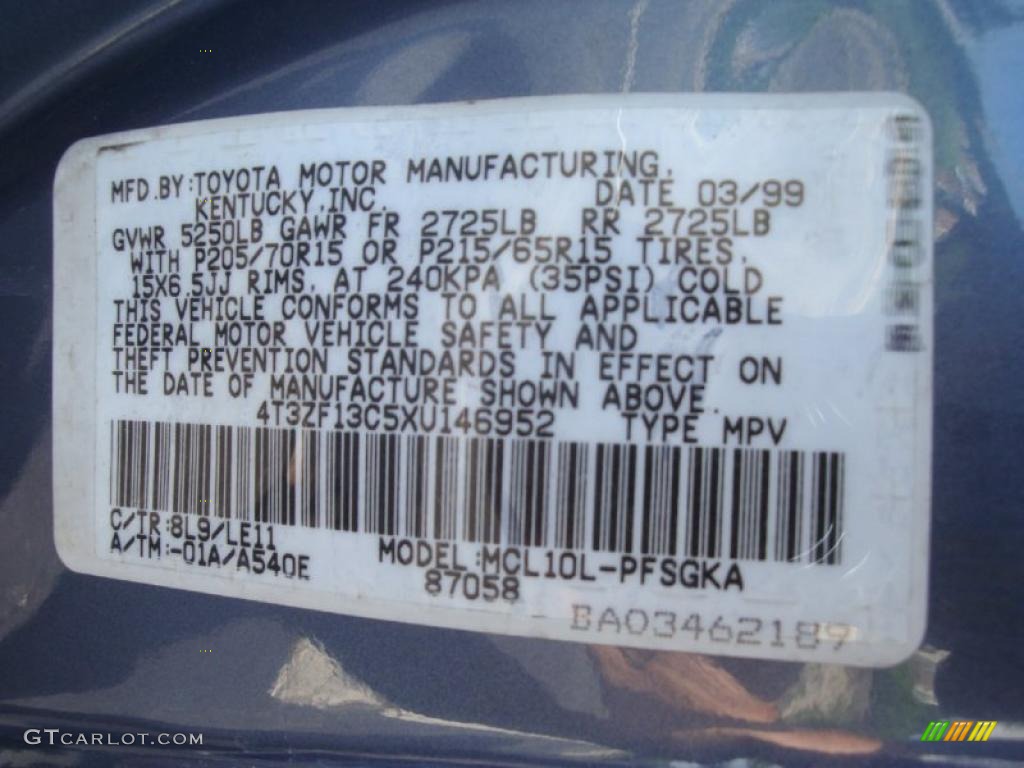 MFD.BY:TOYOTA MOTOR MANUFACTURING.
KENTUCKY,INC. DATE 03/99
GVWR 5250LB GAWR FR 2725LB RR 2725LB
WITH P205/70R15 OR P215/65R15 TIRES.
15X6.5JJ RIMS. AT 240KPA (35PSI) COLD
THIS VEHICLE CONFORMS TO ALL APPLICABLE
FEDERAL MOTOR VEHICLE SAFETY AND
THEFT PREVENTION STANDARDS IN EFFECT ON
THE DATE OF MANUFACTURE SHOWN ABOVE.
4T3ZF13C5XU146952 TYPE MPV
C/TR:8L9/LE11
A/TM:-01A/A540E MODEL:MCL10L-PFSGKA
87058
BA03462189
GTCARLOT.COM